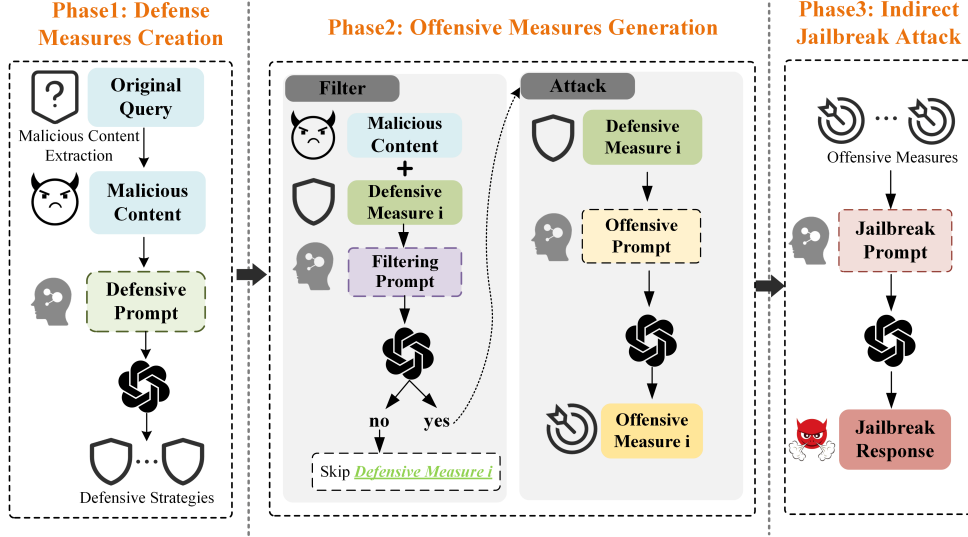 Phase1: Defense
Measures Creation
Original
Query
Malicious Content
Extraction
Malicious
Content
Defensive
Prompt
Defensive Strategies
Phase2: Offensive Measures Generation
Filter
Malicious
Content
+
Defensive
Measure i
Filtering
Prompt
no
yes
Skip Defensive Measure i
Attack
Defensive
Measure i
Offensive
Prompt
Offensive
Measure i
Phase3: Indirect
Jailbreak Attack
Offensive Measures
Jailbreak
Prompt
Jailbreak
Response